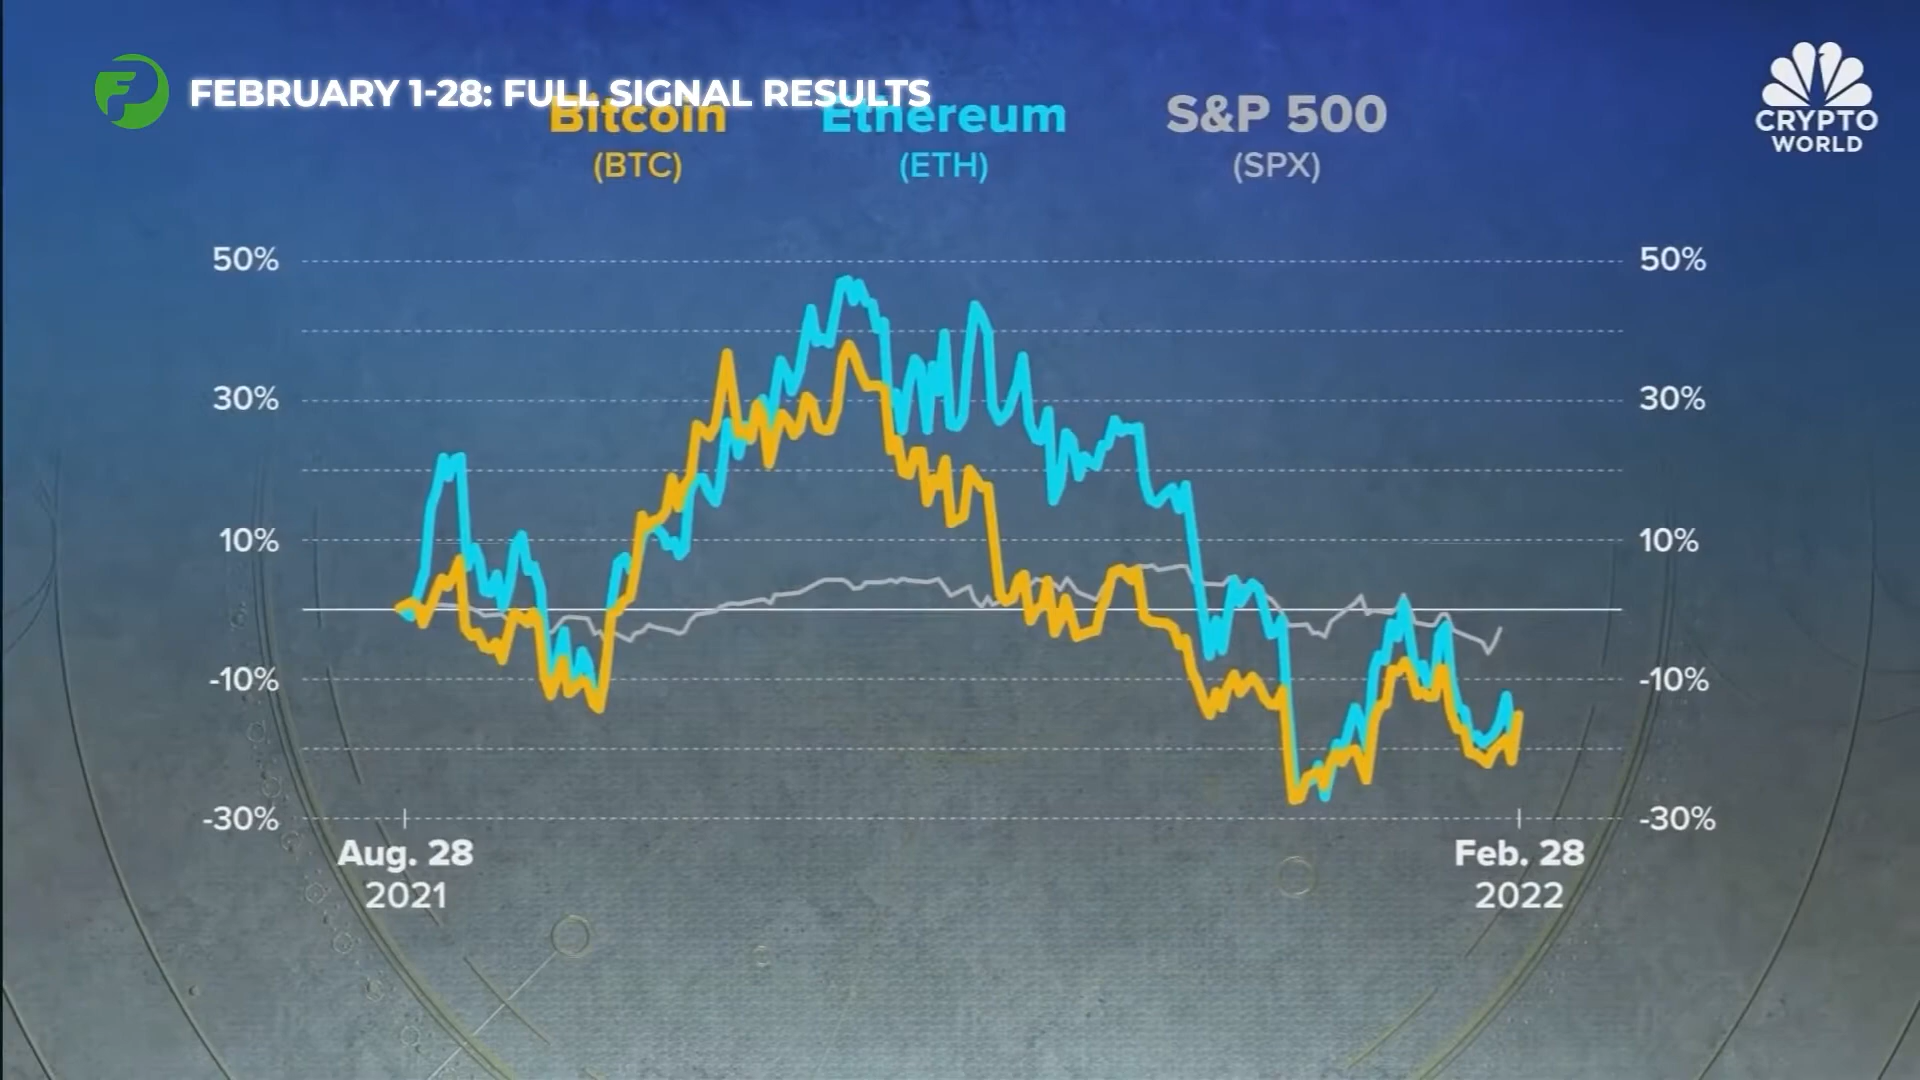 FEBRUARY 1-28: FULL SIGNAL RESULTS
Bitcoin
(BTC)
Ethereum
(ETH)
S&P 500
(SPX)
CRYPTO
WORLD
50%
30%
10%
-10%
-30%
50%
30%
10%
-10%
-30%
Aug. 28
2021
Feb. 28
2022